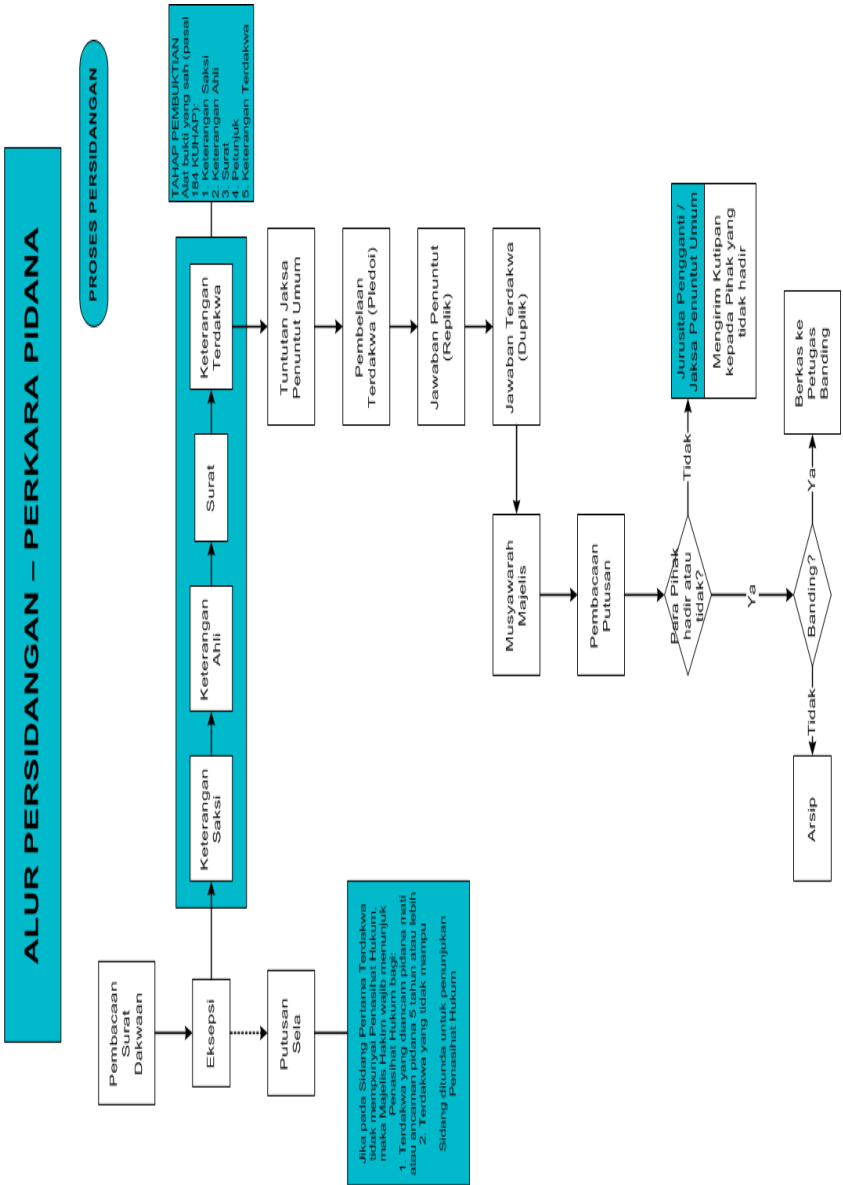 ALUR PERSIDANGAN – PERKARA PIDANA
PROSES PERSIDANGAN
Pembacaan
Surat
Dakwaan
Eksepsi
Putusan
Sela
Jika pada Sidang Pertama Terdakwa
tidak mempunyai Penasihat Hukum,
maka Majelis Hakim wajib menunjuk
Penasihat Hukum bagi:
1. Terdakwa yang diancam pidana mati
atau ancaman pidana 5 tahun atau lebih
2. Terdakwa yang tidak mampu
Sidang ditunda untuk penunjukan
Penasihat Hukum
Keterangan
Saksi
Keterangan
Ahli
Surat
Keterangan
Terdakwa
TAHAP PEMBUKTIAN
Alat bukti yang sah (pasal
184 KUHAP):
1. Keterangan Saksi
2. Keterangan Ahli
3. Surat
4. Petunjuk
5. Keterangan Terdakwa
Tuntutan Jaksa
Penuntut Umum
Pembelaan
Terdakwa (Pledoi)
Jawaban Penuntut
(Replik)
Jawaban Terdakwa
(Duplik)
Musyawarah
Majelis
Pembacaan
Putusan
Para Pihak
hadir atau
tidak?
Tidak
Jurusita Pengganti /
Jaksa Penuntut Umum
Mengirim Kutipan
kepada Pihak yang
tidak hadir
Ya
Banding?
Tidak
Arsip
Ya
Berkas ke
Petugas
Banding